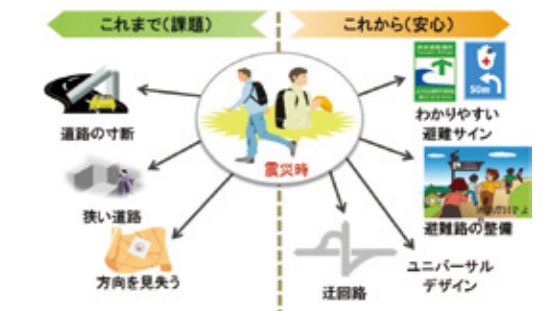 これまで(課題)
これから(安心)
道路の寸断
狭い道路
方向を見失う
震災時
50m
わかりやすい
避難サイン
避難路の整備
ユニバーサル
デザイン
迂回路